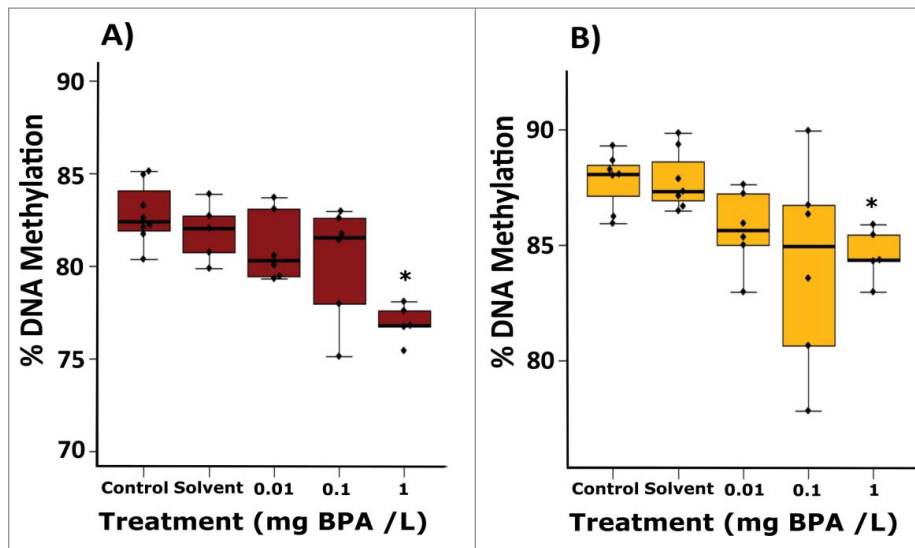 A)
% DNA Methylation
90
85
80
75
70
*
Control Solvent 0.01 0.1 1
Treatment (mg BPA /L)
B)
% DNA Methylation
90
85
80
*
Control Solvent 0.01 0.1 1
Treatment (mg BPA /L)